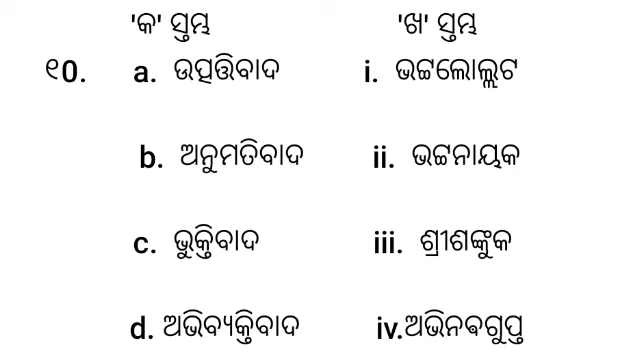 'କ' ସ୍ତମ୍ଭ 'ଖ' ସ୍ତମ୍ଭ
୧0. a. ଉତ୍ପତ୍ତିବାଦ i. ଭଟ୍ଟଲୋଲ୍ଲଟ
b. ଅନୁମତିବାଦ ii. ଭଟ୍ଟନାୟକ
c. ଭୁକ୍ତିବାଦ iii. ଶ୍ରୀଶଙ୍କୁକ
d. ଅଭିବ୍ୟକ୍ତିବାଦ iv.ଅଭିନଵଗୁପ୍ତ